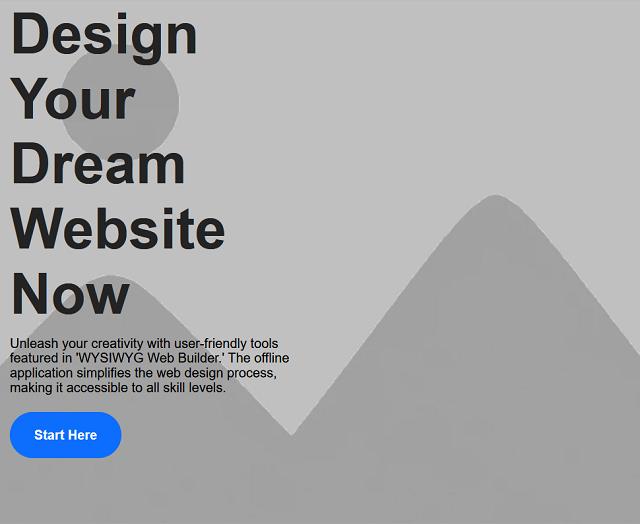 Design
Your
Dream
Website
Now
Unleash your creativity with user-friendly tools
featured in 'WYSIWYG Web Builder.' The offline
application simplifies the web design process,
making it accessible to all skill levels.
Start Here